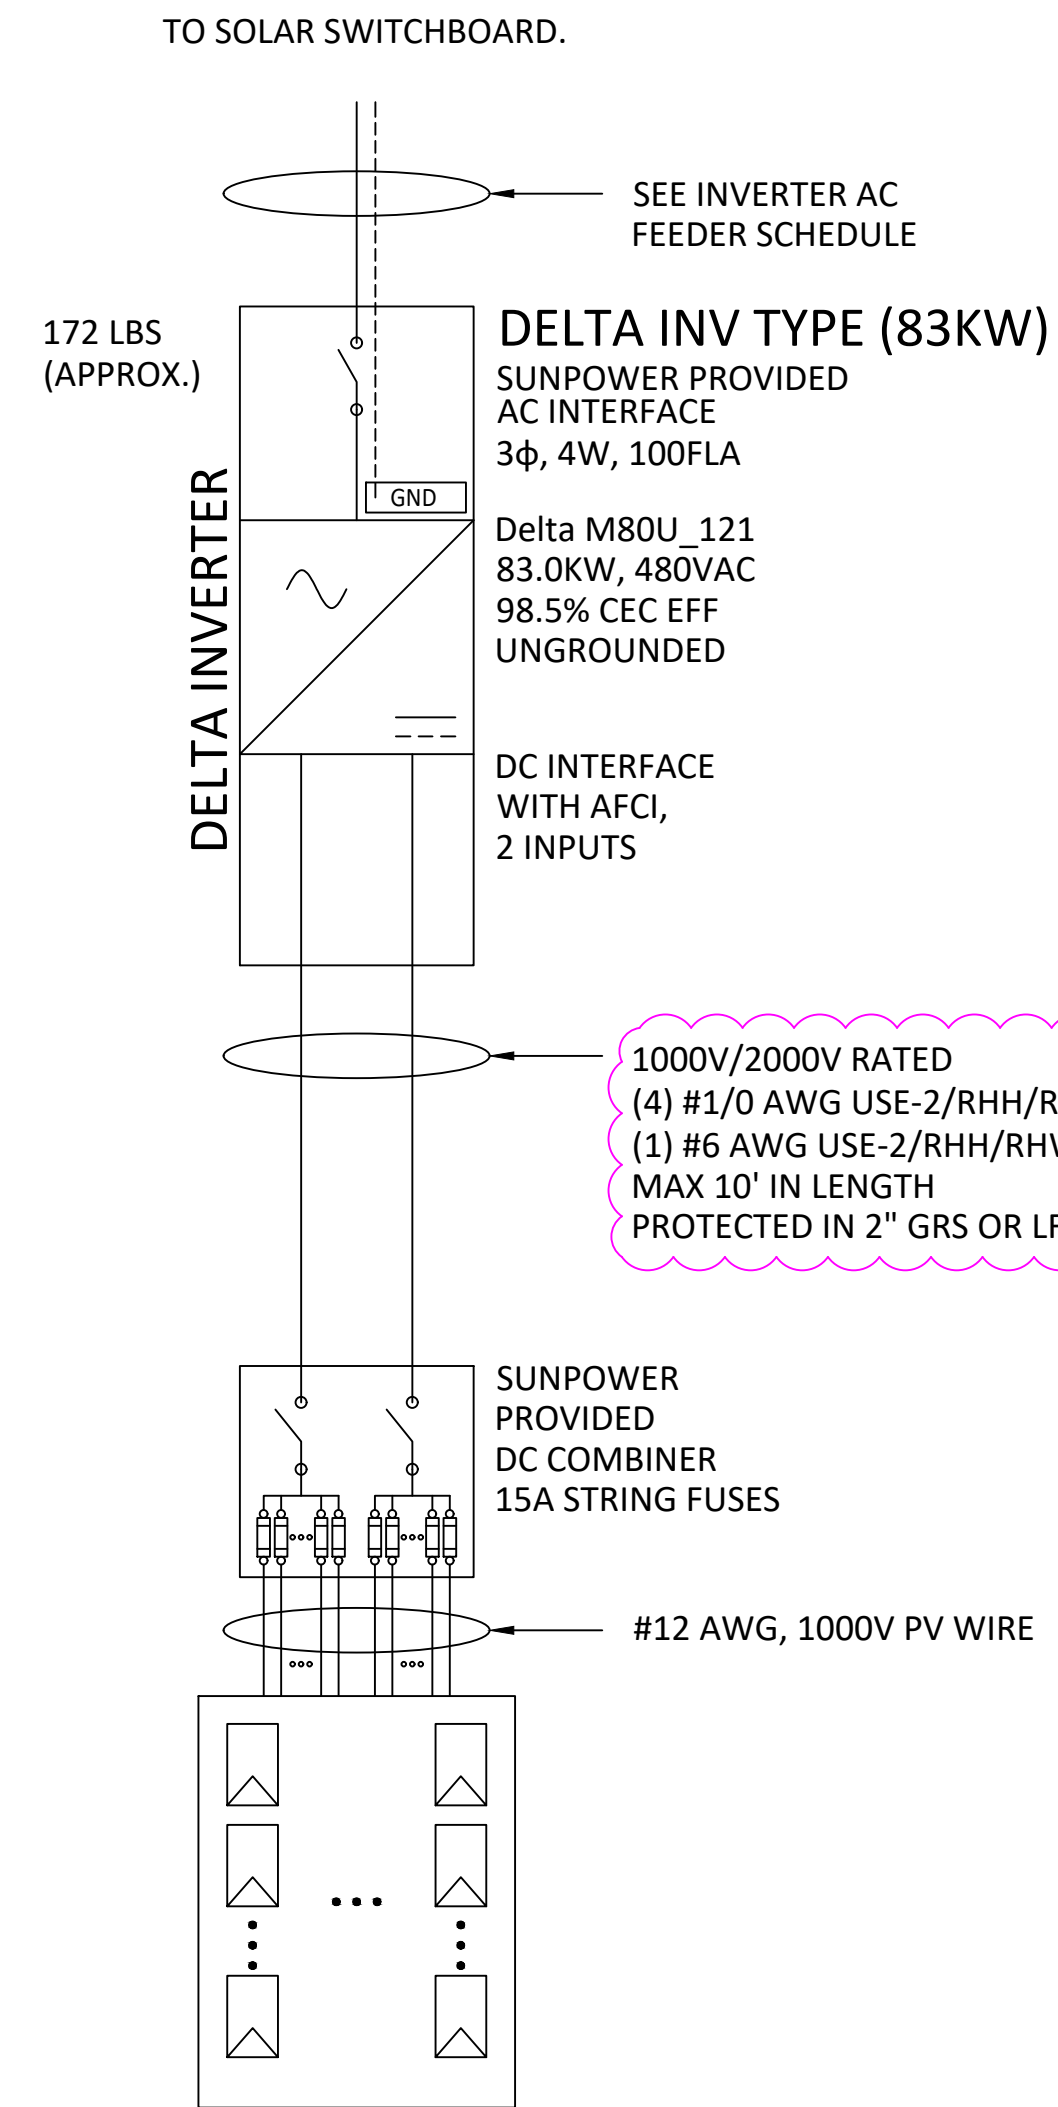 TO SOLAR SWITCHBOARD.
SEE INVERTER AC
FEEDER SCHEDULE
172 LBS
(APPROX.)
DELTA INV TYPE (83KW)
SUNPOWER PROVIDED
AC INTERFACE
3ɸ, 4W, 100FLA
GND
DELTA INVERTER
Delta M80U_121
83.0KW, 480VAC
98.5% CEC EFF
UNGROUNDED
DC INTERFACE
WITH AFCI,
2 INPUTS
1000V/2000V RATED
(4) #1/0 AWG USE-2/RHH/
(1) #6 AWG USE-2/RHH/
MAX 10' IN LENGTH
PROTECTED IN 2" GRS OR
SUNPOWER
PROVIDED
DC COMBINER
15A STRING FUSES
#12 AWG, 1000V PV WIRE